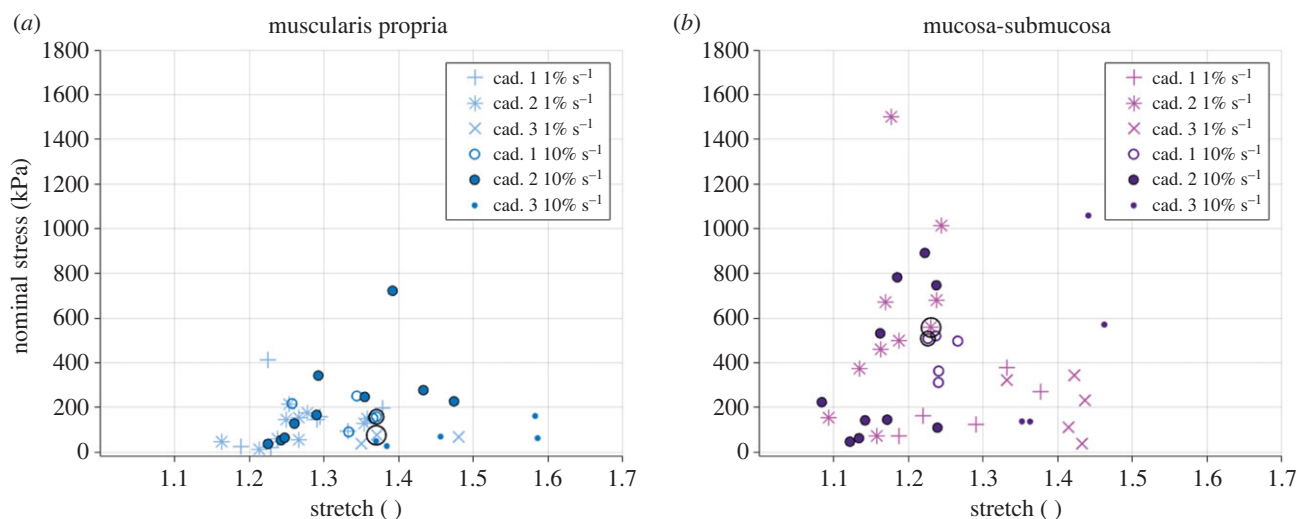 (a) muscularis propria
1800
1600
1400
1200
1000
800
600
400
200
0
nominal stress (kPa)
cad. 1 1% s⁻¹
cad. 2 1% s⁻¹
cad. 3 1% s⁻¹
cad. 1 10% s⁻¹
cad. 2 10% s⁻¹
cad. 3 10% s⁻¹
1.1 1.2 1.3 1.4 1.5 1.6 1.7
stretch ( )
(b) mucosa-submucosa
1800
1600
1400
1200
1000
800
600
400
200
0
cad. 1 1% s⁻¹
cad. 2 1% s⁻¹
cad. 3 1% s⁻¹
cad. 1 10% s⁻¹
cad. 2 10% s⁻¹
cad. 3 10% s⁻¹
1.1 1.2 1.3 1.4 1.5 1.6 1.7
stretch ( )